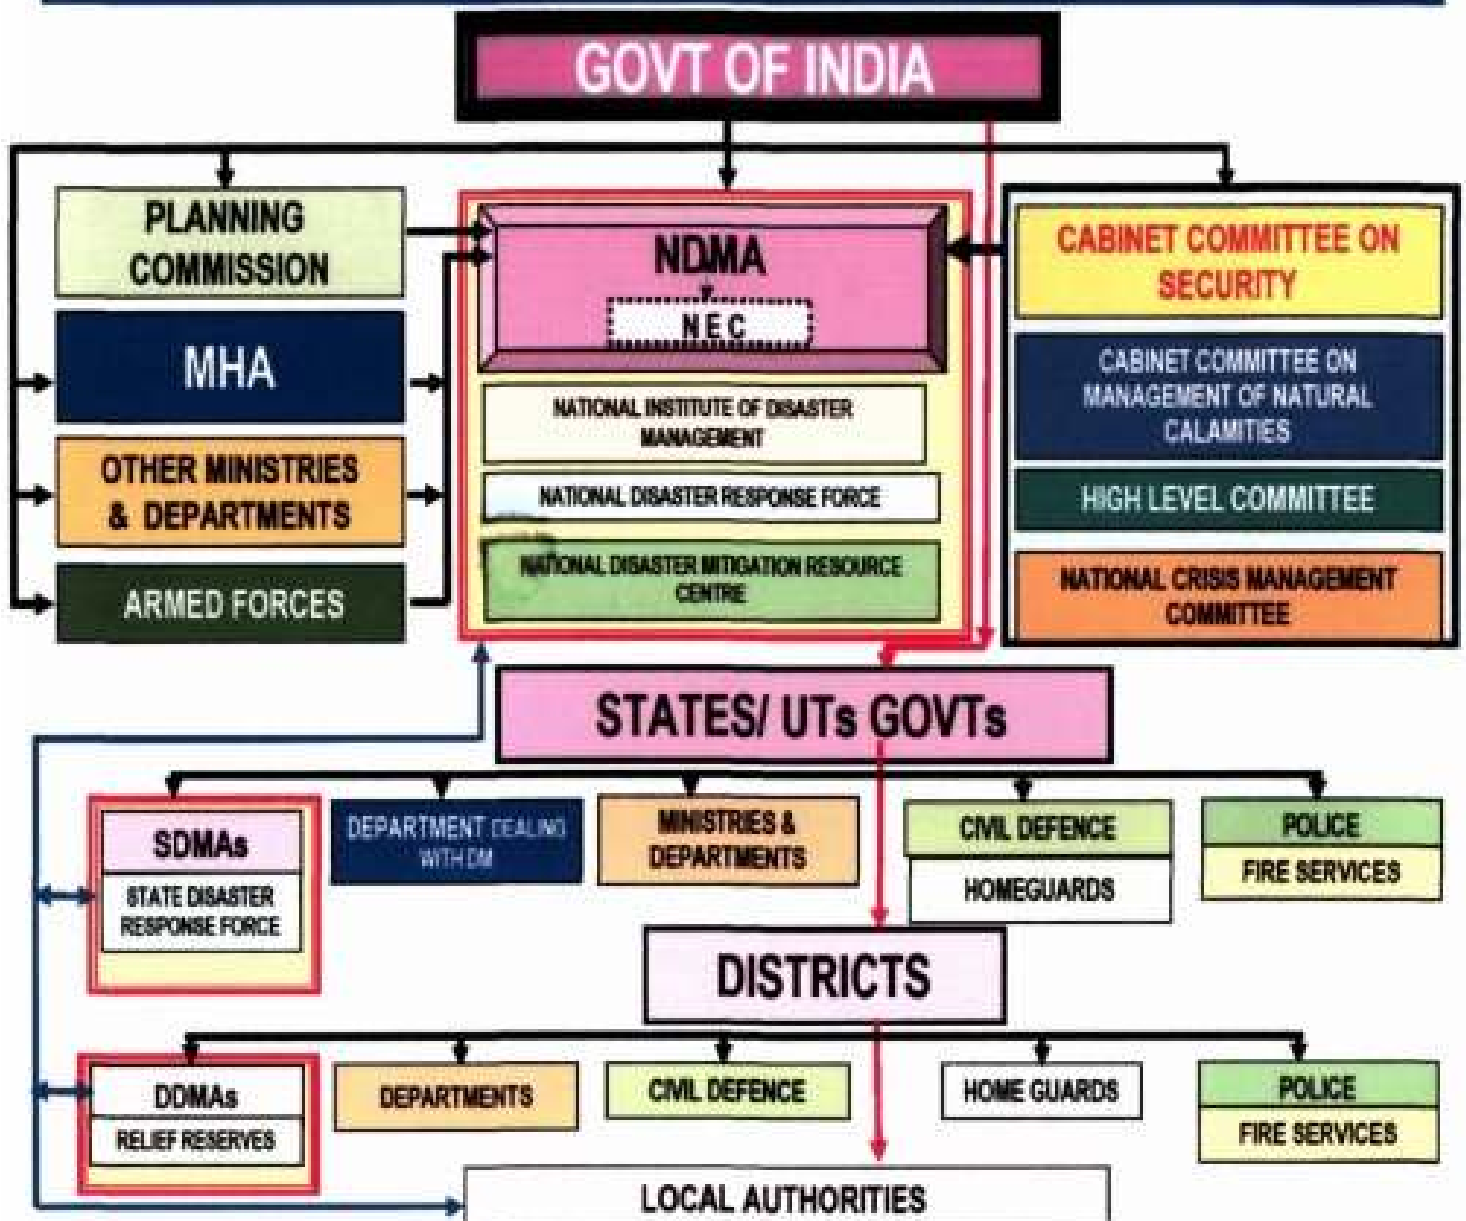 GOVT OF INDIA
PLANNING
COMMISSION
MHA
OTHER MINISTRIES
& DEPARTMENTS
ARMED FORCES
NDMA
NEC
NATIONAL INSTITUTE OF DISASTER
MANAGEMENT
NATIONAL DISASTER RESPONSE FORCE
NATIONAL DISASTER MITIGATION RESOURCE
CENTRE
CABINET COMMITTEE ON
SECURITY
CABINET COMMITTEE ON
MANAGEMENT OF NATURAL
CALAMITIES
HIGH LEVEL COMMITTEE
NATIONAL CRISIS MANAGEMENT
COMMITTEE
STATES/ UTs GOVTs
SDMAs
STATE DISASTER
RESPONSE FORCE
DEPARTMENT DEALING
WITH DM
MINISTRIES &
DEPARTMENTS
CIVIL DEFENCE
HOMEGUARDS
POLICE
FIRE SERVICES
DISTRICTS
DDMAs
RELIEF RESERVES
DEPARTMENTS
CIVIL DEFENCE
HOME GUARDS
POLICE
FIRE SERVICES
LOCAL AUTHORITIES